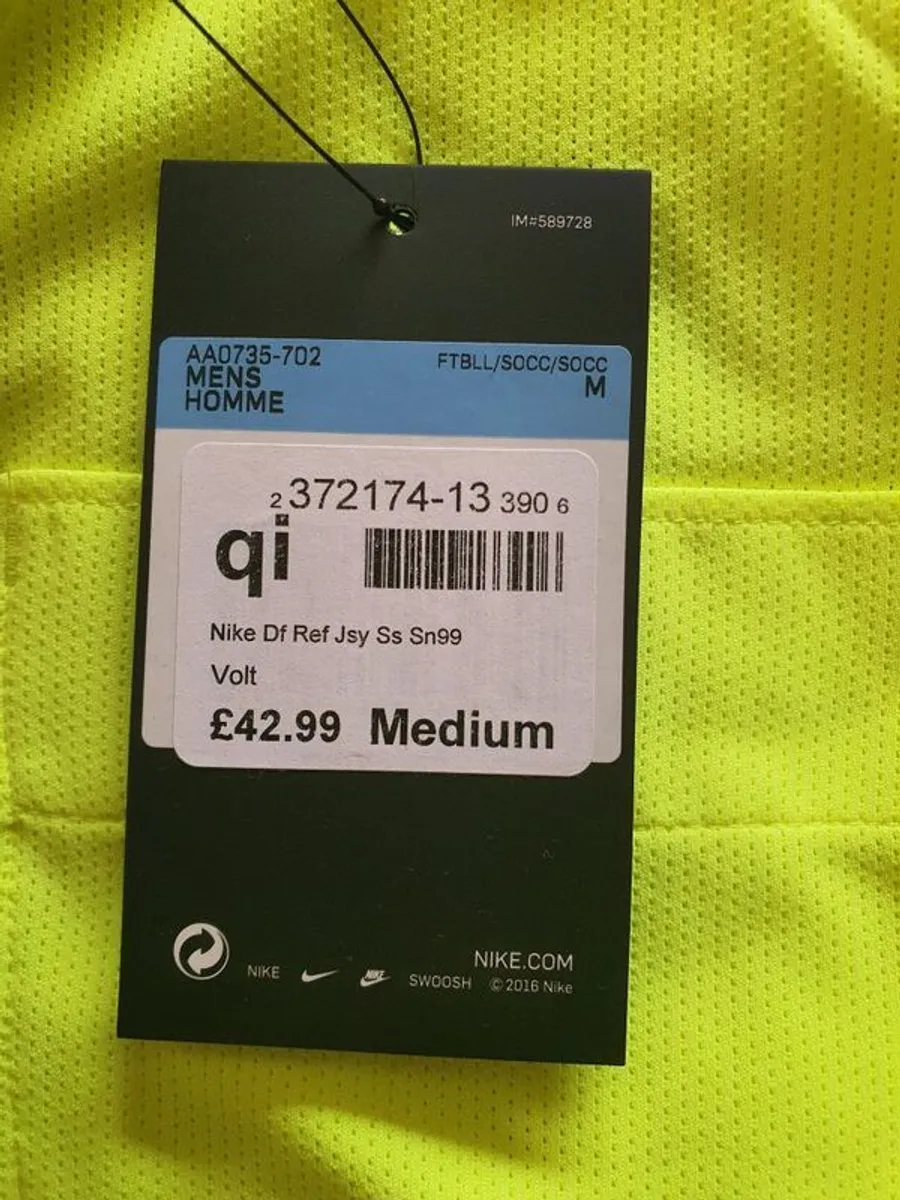 IM#589728
AA0735-702
FTBLL/SOCC/SOCC
MENS
M
HOMME
2 372174-13 390 6
qi
Nike Df Ref Jsy Ss Sn99
Volt
£42.99 Medium
NIKE.COM
NIKE NIKE SWOOSH © 2016 Nike